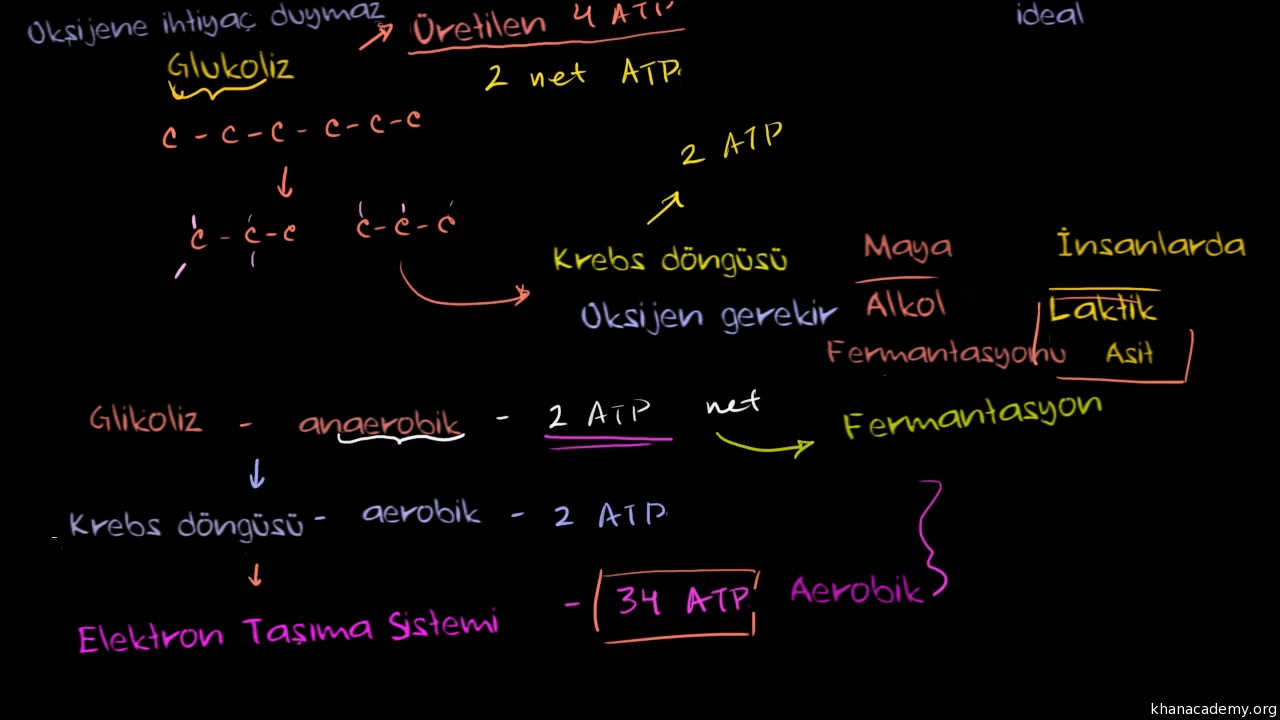 Oksijene ihtiyaç duymaz
Üretilen 4 ATP
ideal
Glukoliz
2 net ATP
C - C - C - C - C - C
2 ATP
C - C - C
C - C - C
Krebs döngüsü
Maya
İnsanlarda
Oksijen gerekir
Alkol
Fermantasyonu
Laktik
Asit
Glikoliz - anaerobik - 2 ATP net
Fermantasyon
Krebs döngüsü - aerobik - 2 ATP
Elektron Taşıma Sistemi - 34 ATP Aerobik
khanacademy.org